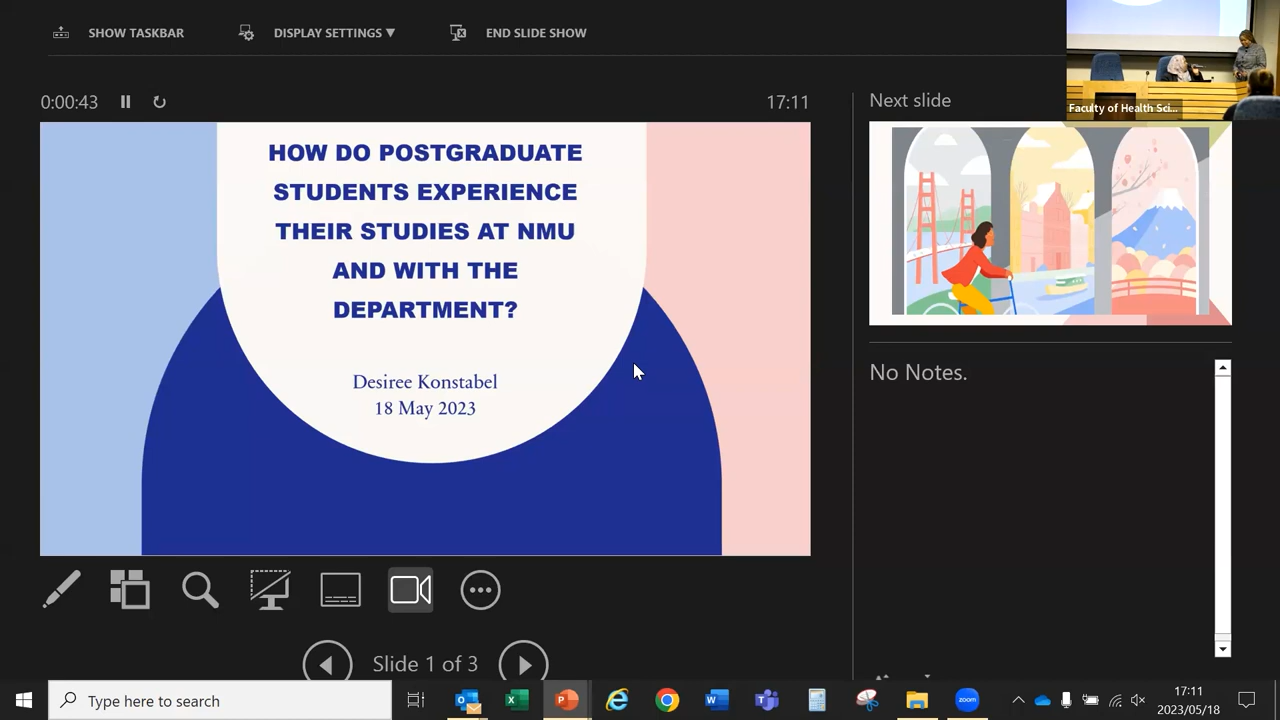 SHOW TASKBAR
DISPLAY SETTINGS ▼
END SLIDE SHOW
Faculty of Health Sci...
0:00:43
17:11
Next slide
HOW DO POSTGRADUATE
STUDENTS EXPERIENCE
THEIR STUDIES AT NMU
AND WITH THE
DEPARTMENT?
Desiree Konstabel
18 May 2023
No Notes.
Slide 1 of 3
Type here to search
zoom
17:11
2023/05/18